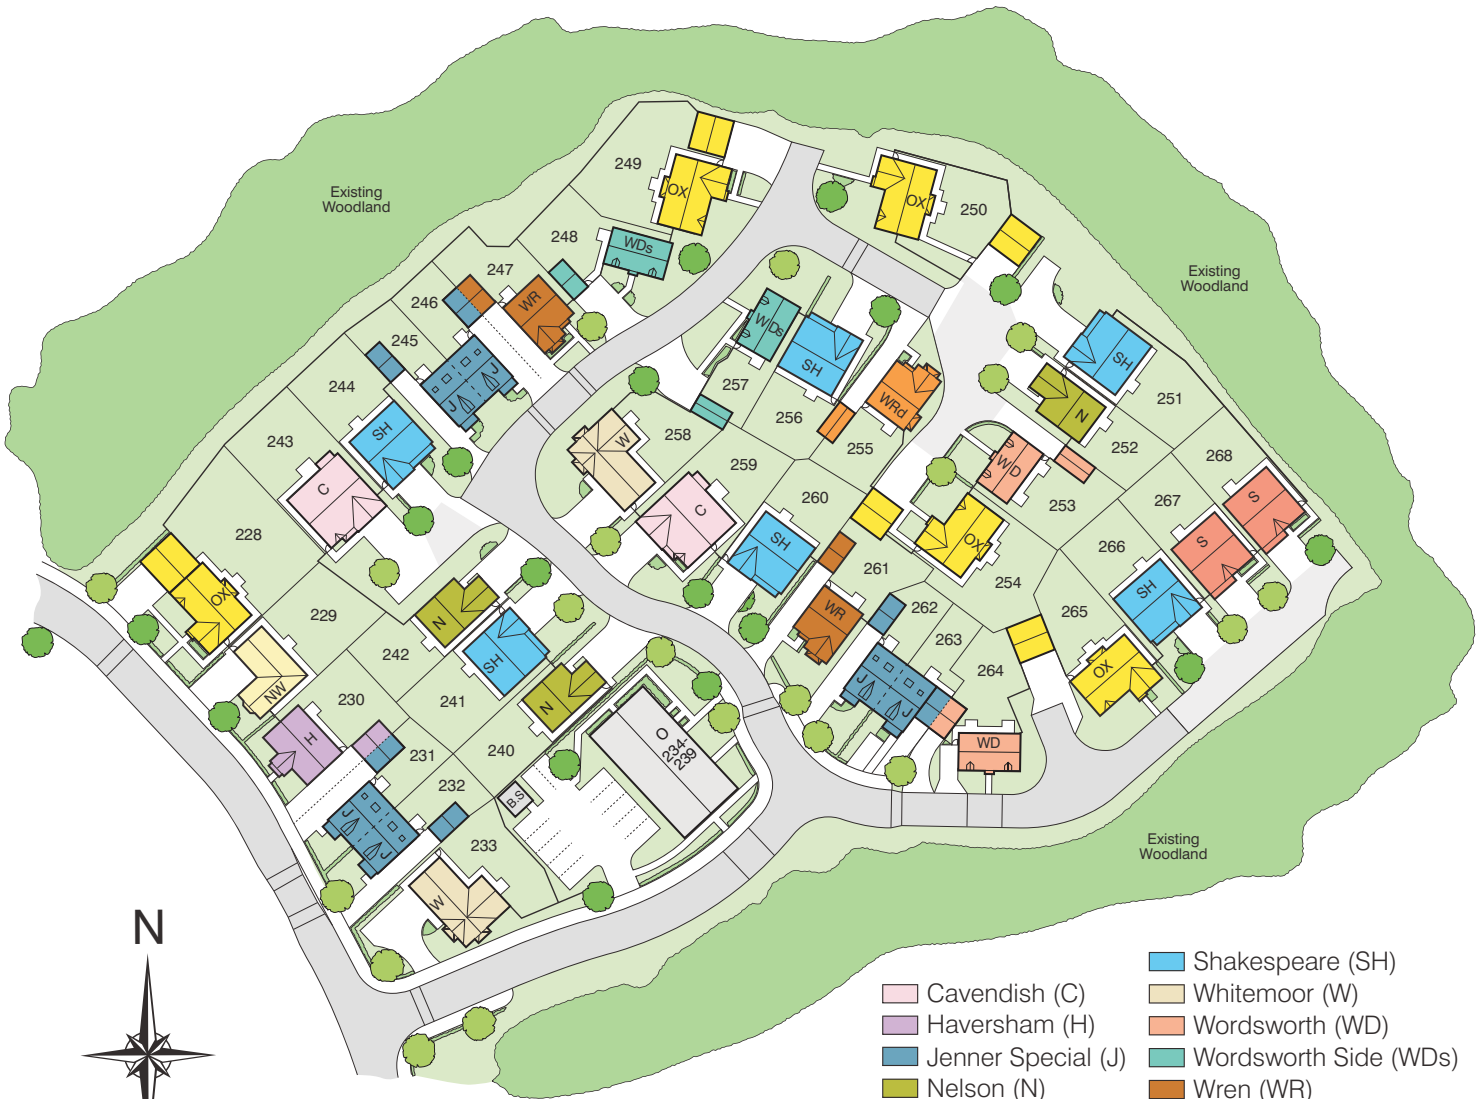 249
OX
Existing
Woodland
OX
250
248
WDs
247
Existing
Woodland
246
WR
245
WDs
SH
SH
244
J
J
257
WRd
N
251
243
SH
256
258
W
255
252
268
C
259
WD
267
S
C
260
253
S
228
SH
OX
266
261
254
SH
OX
229
N
WR
262
265
242
SH
263
NW
J
264
OX
230
241
N
J
H
O
234-
239
WD
231
240
232
B.S
J
J
233
Existing
Woodland
W
N
Shakespeare (SH)
Cavendish (C)
Whitemoor (W)
Haversham (H)
Wordsworth (WD)
Jenner Special (J)
Wordsworth Side (WDs)
Nelson (N)
Wren (WR)